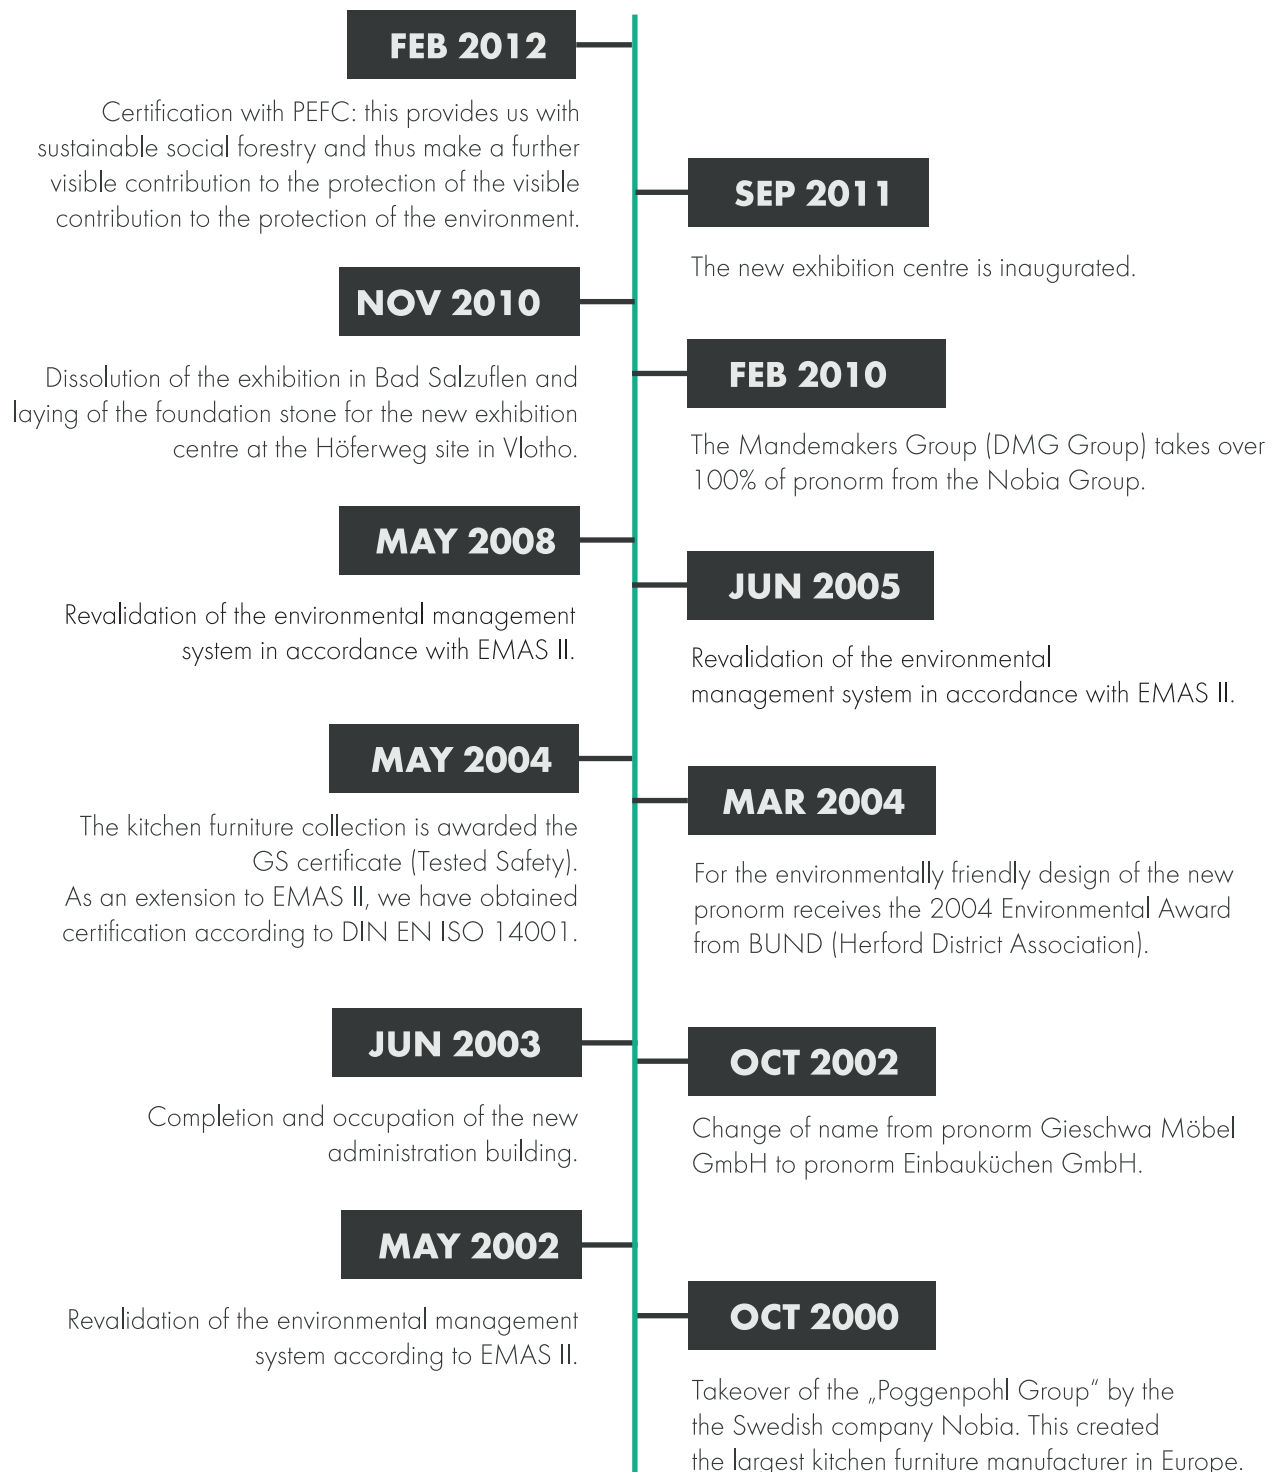 FEB 2012
Certification with PEFC: this provides us with
sustainable social forestry and thus make a further
visible contribution to the protection of the visible
contribution to the protection of the environment.
SEP 2011
The new exhibition centre is inaugurated.
NOV 2010
Dissolution of the exhibition in Bad Salzuflen and
laying of the foundation stone for the new exhibition
centre at the Höferweg site in Vlotho.
FEB 2010
The Mandemakers Group (DMG Group) takes over
100% of pronorm from the Nobia Group.
MAY 2008
Revalidation of the environmental management
system in accordance with EMAS II.
JUN 2005
Revalidation of the environmental
management system in accordance with EMAS II.
MAY 2004
The kitchen furniture collection is awarded the
GS certificate (Tested Safety).
As an extension to EMAS II, we have obtained
certification according to DIN EN ISO 14001.
MAR 2004
For the environmentally friendly design of the new
pronorm receives the 2004 Environmental Award
from BUND (Herford District Association).
JUN 2003
Completion and occupation of the new
administration building.
OCT 2002
Change of name from pronorm Gieschwa Möbel
GmbH to pronorm Einbauküchen GmbH.
MAY 2002
Revalidation of the environmental management
system according to EMAS II.
OCT 2000
Takeover of the „Poggenpohl Group“ by the
the Swedish company Nobia. This created
the largest kitchen furniture manufacturer in Europe.